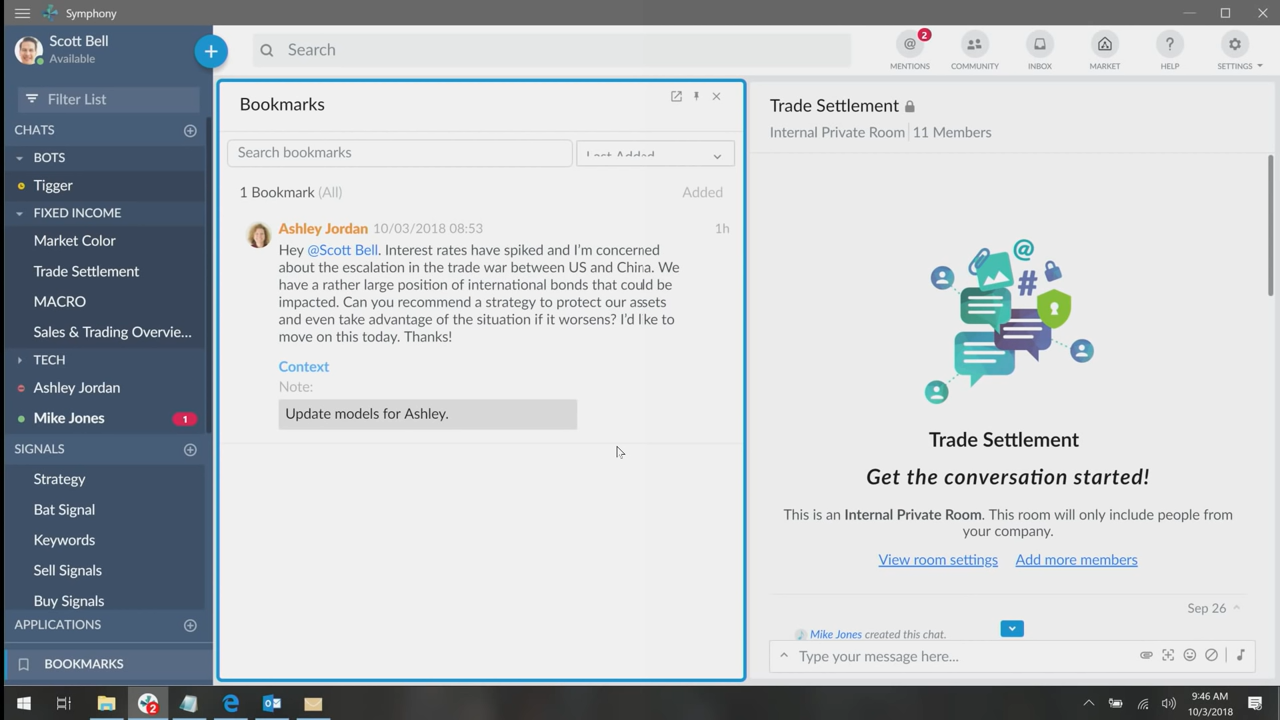 Symphony
Scott Bell
Available
+
Search
2
MENTIONS
COMMUNITY
INBOX
MARKET
?
HELP
SETTINGS
Filter List
CHATS
BOTS
Tigger
FIXED INCOME
Market Color
Trade Settlement
MACRO
Sales & Trading Overvie...
TECH
Ashley Jordan
Mike Jones
1
SIGNALS
Strategy
Bat Signal
Keywords
Sell Signals
Buy Signals
APPLICATIONS
BOOKMARKS
Bookmarks
Search bookmarks
Last Added
1 Bookmark (All)
Added
Ashley Jordan 10/03/2018 08:53
1h
Hey @Scott Bell. Interest rates have spiked and I'm concerned
about the escalation in the trade war between US and China. We
have a rather large position of international bonds that could be
impacted. Can you recommend a strategy to protect our assets
and even take advantage of the situation if it worsens? I'd like to
move on this today. Thanks!
Context
Note:
Update models for Ashley.
Trade Settlement
Internal Private Room | 11 Members
@
#
Trade Settlement
Get the conversation started!
This is an Internal Private Room. This room will only include people from
your company.
View room settings Add more members
Sep 26
Mike Jones created this chat.
Type your message here...
2
9:46 AM
10/3/2018